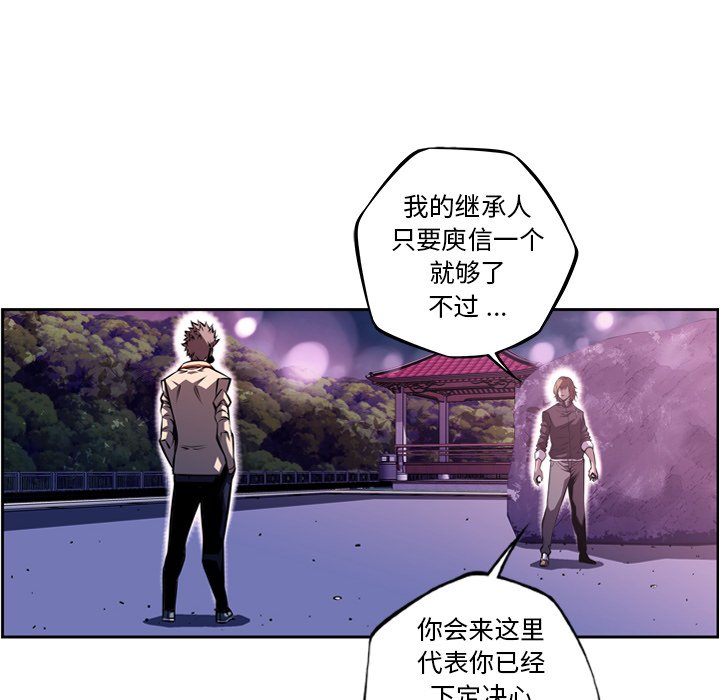 我的继承人
只要庾信一个
就够了
不过 ...
你会来这里
代表你已经
下定决心